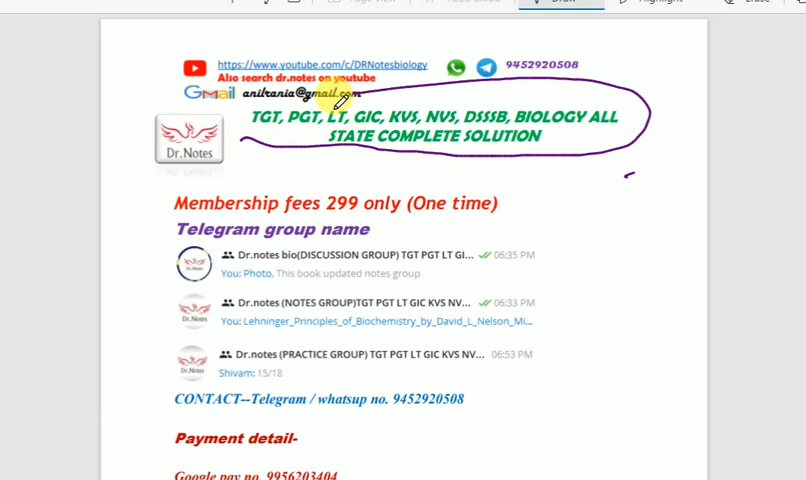 https://www.youtube.com/c/DRNotesbiology
9452920508
Also search dr.notes on youtube
Gmail anilrania@gmail.com
TGT, PGT, LT, GIC, KVS, NVS, DSSSB, BIOLOGY ALL
STATE COMPLETE SOLUTION
Dr.Notes
Membership fees 299 only (One time)
Telegram group name
Dr.notes bio(DISCUSSION GROUP) TGT PGT LT GI... 06:35 PM
You: Photo, This book updated notes group
Dr.notes (NOTES GROUP)TGT PGT LT GIC KVS NV... 06:33 PM
You: Lehninger_Principles_of_Biochemistry_by_David_L_Nelson_Mi...
Dr.notes (PRACTICE GROUP) TGT PGT LT GIC KVS NV... 06:53 PM
Shivam: 15/18
CONTACT--Telegram / whatsup no. 9452920508
Payment detail-
Google pay no. 9956203404